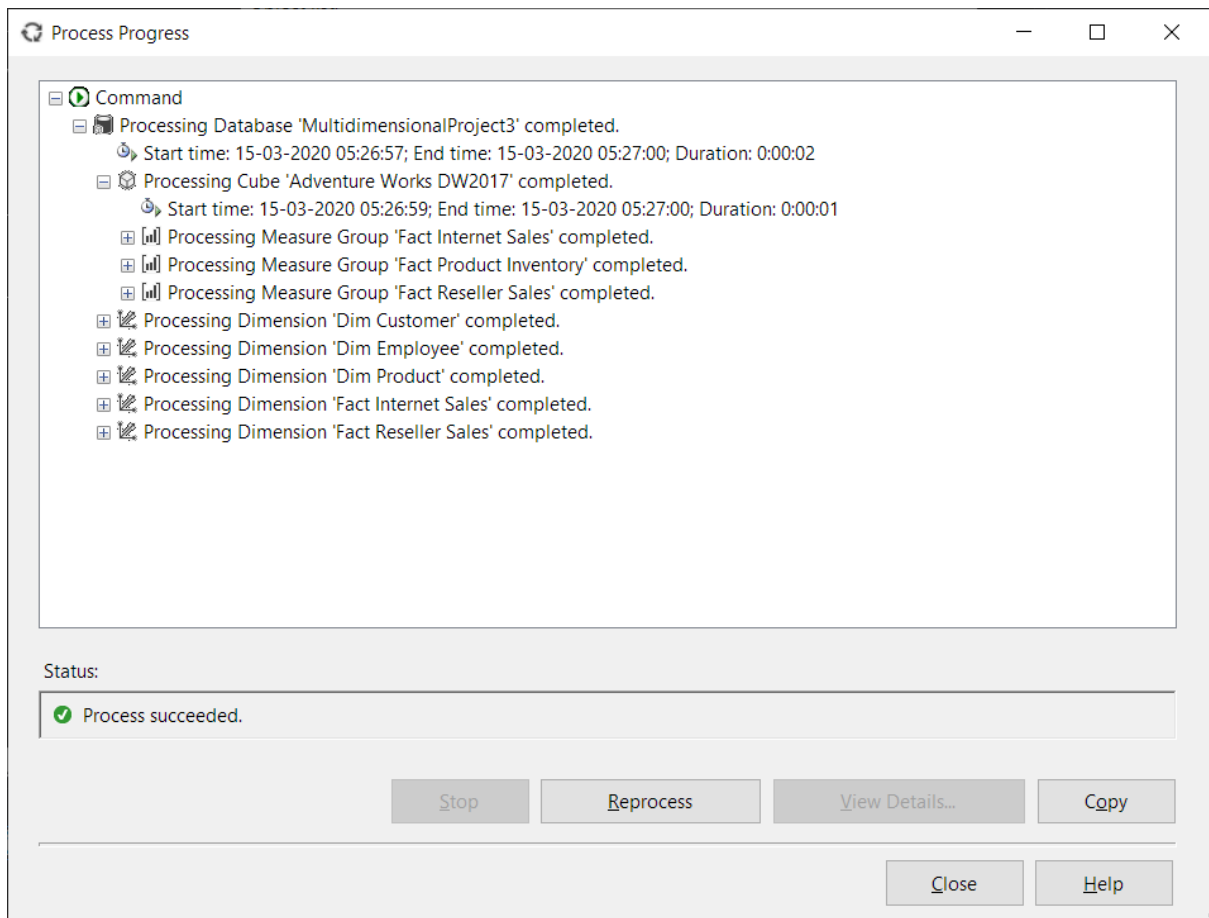 Process Progress
Command
Processing Database 'MultidimensionalProject3' completed.
Start time: 15-03-2020 05:26:57; End time: 15-03-2020 05:27:00; Duration: 0:00:02
Processing Cube 'Adventure Works DW2017' completed.
Start time: 15-03-2020 05:26:59; End time: 15-03-2020 05:27:00; Duration: 0:00:01
Processing Measure Group 'Fact Internet Sales' completed.
Processing Measure Group 'Fact Product Inventory' completed.
Processing Measure Group 'Fact Reseller Sales' completed.
Processing Dimension 'Dim Customer' completed.
Processing Dimension 'Dim Employee' completed.
Processing Dimension 'Dim Product' completed.
Processing Dimension 'Fact Internet Sales' completed.
Processing Dimension 'Fact Reseller Sales' completed.
Status:
Process succeeded.
Stop Reprocess View Details... Copy
Close Help